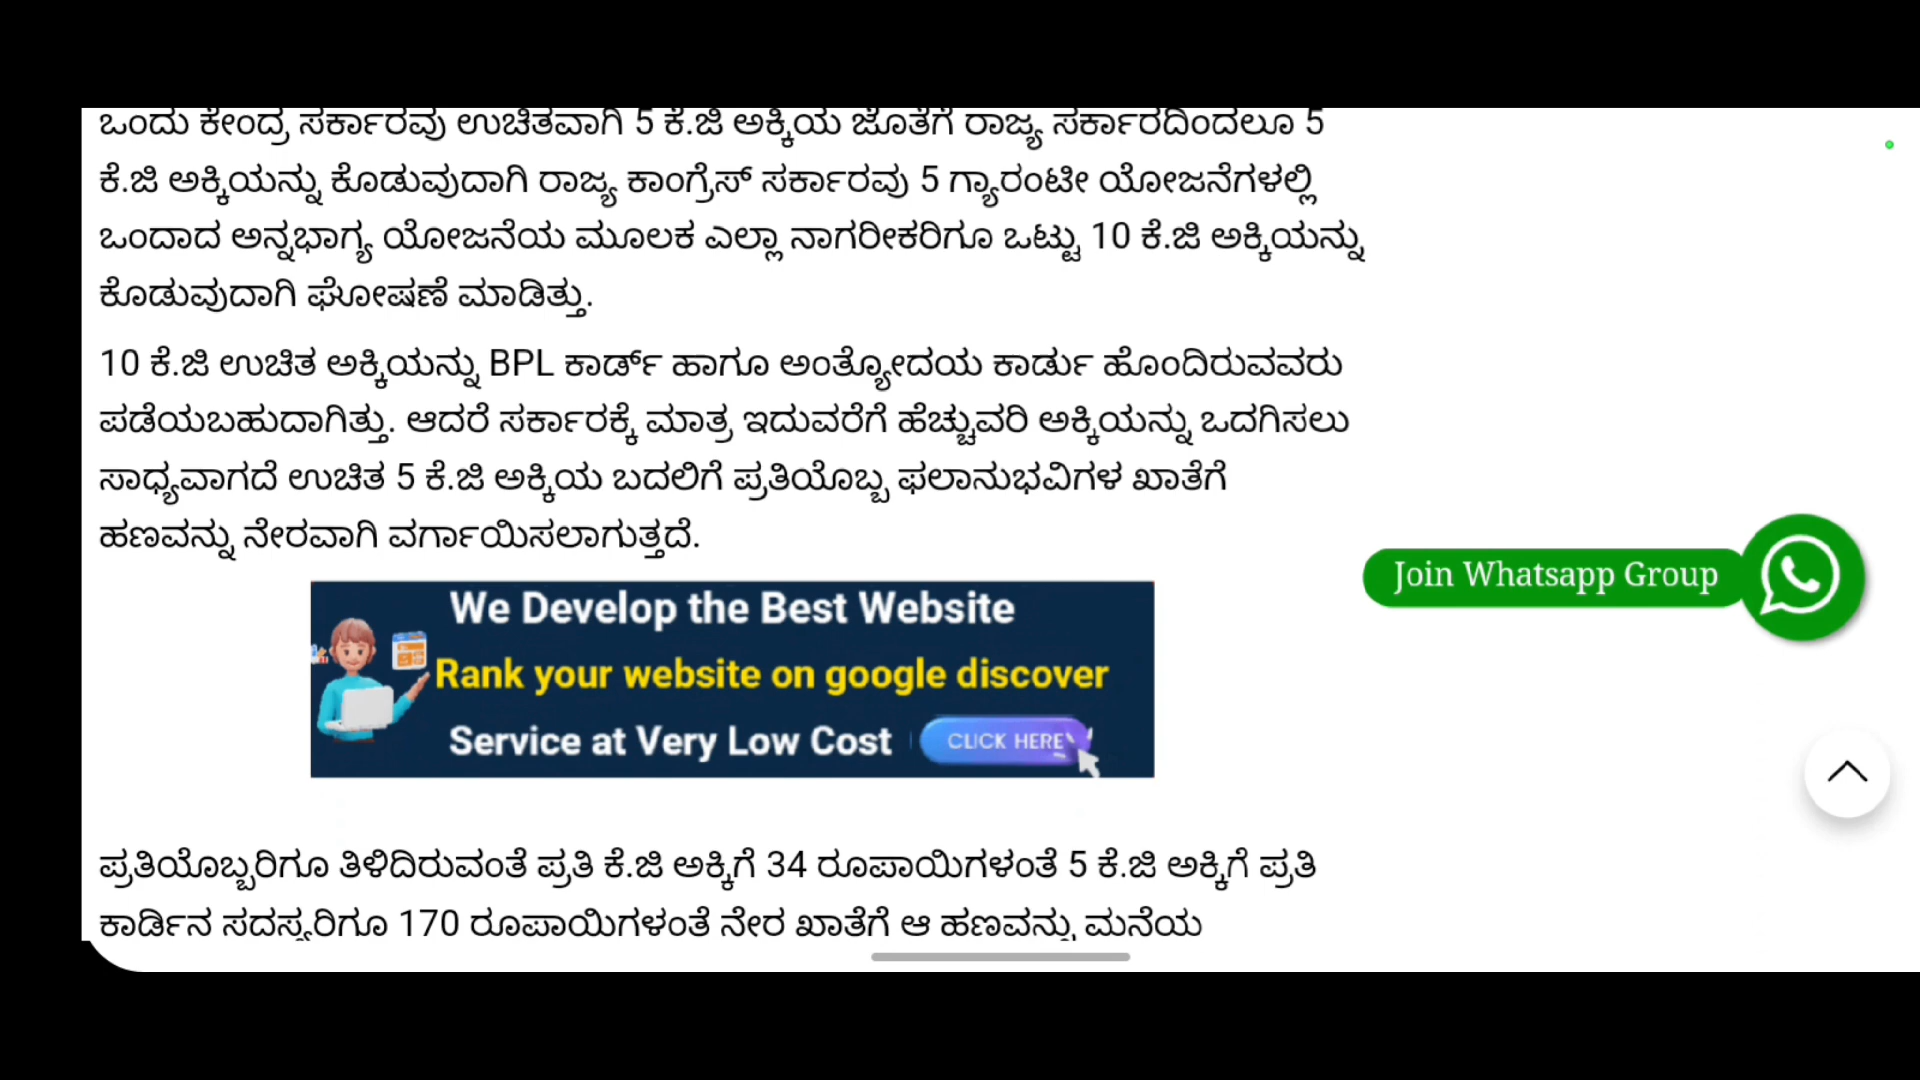 ಒಂದು ಕೇಂದ್ರ ಸರ್ಕಾರವು ಉಚಿತವಾಗಿ 5 ಕೆ.ಜಿ ಅಕ್ಕಿಯ ಜೊತೆಗೆ ರಾಜ್ಯ ಸರ್ಕಾರದಿಂದಲೂ 5
ಕೆ.ಜಿ ಅಕ್ಕಿಯನ್ನು ಕೊಡುವುದಾಗಿ ರಾಜ್ಯ ಕಾಂಗ್ರೆಸ್ ಸರ್ಕಾರವು 5 ಗ್ಯಾರಂಟೀ ಯೋಜನೆಗಳಲ್ಲಿ
ಒಂದಾದ ಅನ್ನಭಾಗ್ಯ ಯೋಜನೆಯ ಮೂಲಕ ಎಲ್ಲಾ ನಾಗರೀಕರಿಗೂ ಒಟ್ಟು 10 ಕೆ.ಜಿ ಅಕ್ಕಿಯನ್ನು
ಕೊಡುವುದಾಗಿ ಘೋಷಣೆ ಮಾಡಿತ್ತು.
10 ಕೆ.ಜಿ ಉಚಿತ ಅಕ್ಕಿಯನ್ನು BPL ಕಾರ್ಡ್ ಹಾಗೂ ಅಂತ್ಯೋದಯ ಕಾರ್ಡು ಹೊಂದಿರುವವರು
ಪಡೆಯಬಹುದಾಗಿತ್ತು. ಆದರೆ ಸರ್ಕಾರಕ್ಕೆ ಮಾತ್ರ ಇದುವರೆಗೆ ಹೆಚ್ಚುವರಿ ಅಕ್ಕಿಯನ್ನು ಒದಗಿಸಲು
ಸಾಧ್ಯವಾಗದೆ ಉಚಿತ 5 ಕೆ.ಜಿ ಅಕ್ಕಿಯ ಬದಲಿಗೆ ಪ್ರತಿಯೊಬ್ಬ ಫಲಾನುಭವಿಗಳ ಖಾತೆಗೆ
ಹಣವನ್ನು ನೇರವಾಗಿ ವರ್ಗಾಯಿಸಲಾಗುತ್ತದೆ.
Join Whatsapp Group
We Develop the Best Website
Rank your website on google discover
Service at Very Low Cost
CLICK HERE
ಪ್ರತಿಯೊಬ್ಬರಿಗೂ ತಿಳಿದಿರುವಂತೆ ಪ್ರತಿ ಕೆ.ಜಿ ಅಕ್ಕಿಗೆ 34 ರೂಪಾಯಿಗಳಂತೆ 5 ಕೆ.ಜಿ ಅಕ್ಕಿಗೆ ಪ್ರತಿ
ಕಾರ್ಡಿನ ಸದಸ್ಯರಿಗೂ 170 ರೂಪಾಯಿಗಳಂತೆ ನೇರ ಖಾತೆಗೆ ಆ ಹಣವನ್ನು ಮನೆಯ